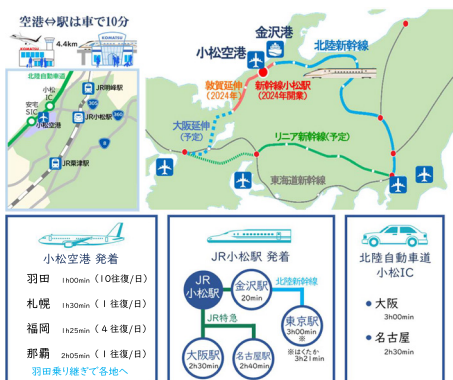 空港⇔駅は車で10分
KOMATSU
4.4km
KOMATSU
北陸自動車道
小松
IC
安宅
SIC
小松空港
JR明峰駅
305
JR小松駅
360
8
JR粟津駅
金沢港
小松空港
北陸新幹線
敦賀延伸
(2024年)
新幹線小松駅
(2024年開業)
大阪延伸
(予定)
リニア新幹線(予定)
東海道新幹線
小松空港 発着
羽田 1h00min (10往復/日)
札幌 1h30min (1往復/日)
福岡 1h25min (4往復/日)
那覇 2h05min (1往復/日)
羽田乗り継ぎで各地へ
JR小松駅 発着
JR
小松駅
金沢駅
20min
北陸新幹線
JR特急
東京駅
3h00min
※
※はくたか
3h21min
大阪駅
2h30min
名古屋駅
2h40min
北陸自動車道
小松IC
● 大阪
3h00min
● 名古屋
2h30min